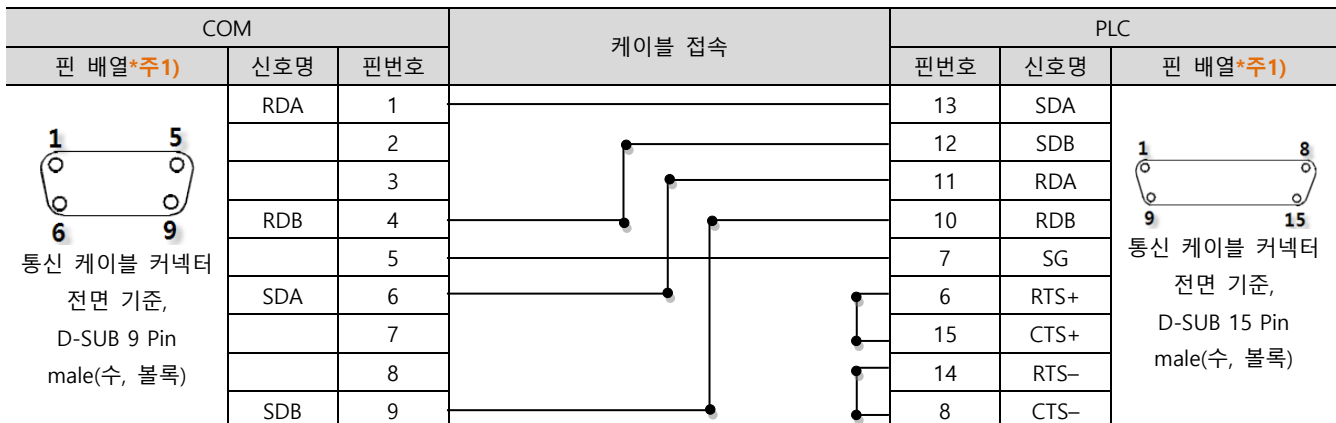 COM 케이블 접속 PLC
핀 배열*주1) 신호명 핀번호 핀번호 신호명 핀 배열*주1)
RDA 1 13 SDA
2 12 SDB
3 11 RDA
RDB 4 10 RDB
5 7 SG
SDA 6 6 RTS+
7 15 CTS+
8 14 RTS–
SDB 9 8 CTS–
1 5
6 9
통신 케이블 커넥터
전면 기준,
D-SUB 9 Pin
male(수, 볼록)
1 8
9 15
통신 케이블 커넥터
전면 기준,
D-SUB 15 Pin
male(수, 볼록)